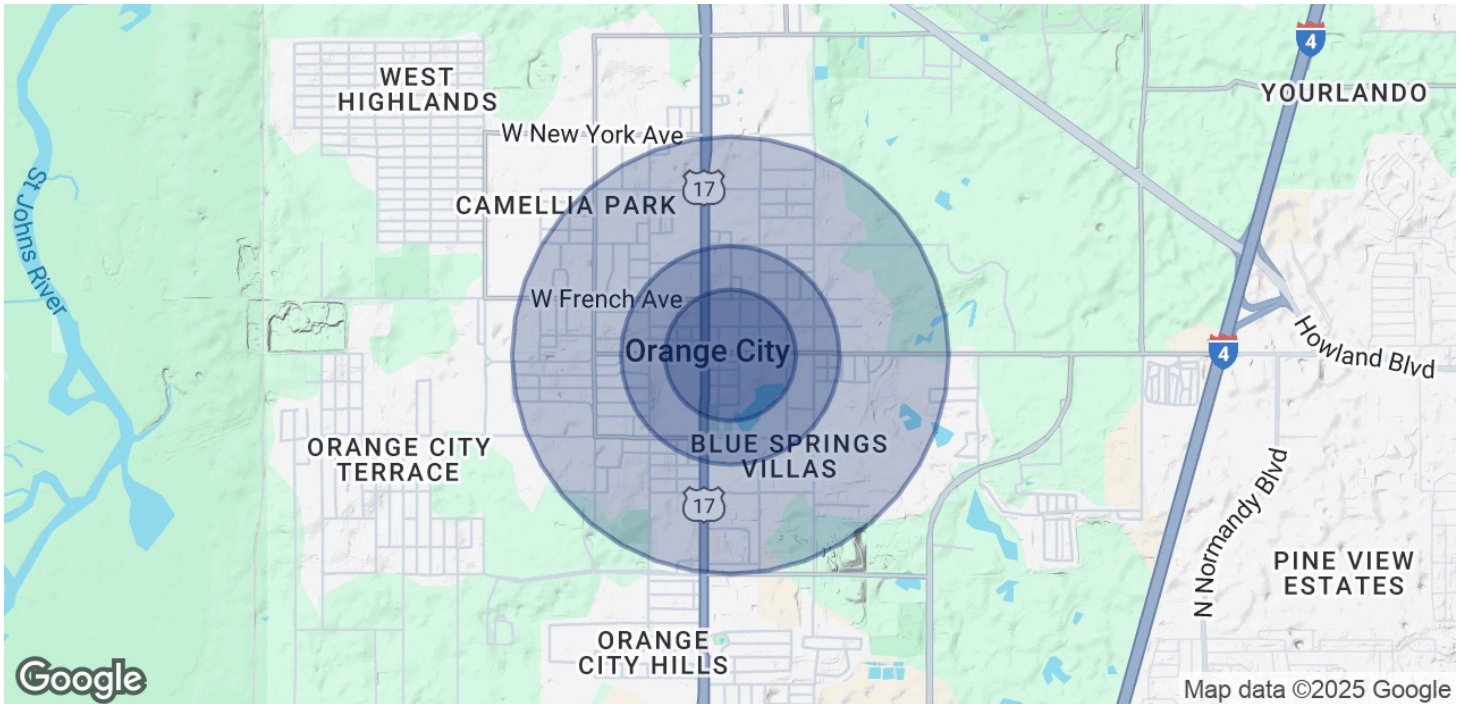 4
WEST
HIGHLANDS
YOURLANDO
W New York Ave
St Johns River
17
CAMELLIA PARK
W French Ave
Howland Blvd
Orange City
4
ORANGE CITY
TERRACE
BLUE SPRINGS
VILLAS
17
N Normandy Blvd
PINE VIEW
ESTATES
ORANGE
CITY HILLS
Google
Map data ©2025 Google